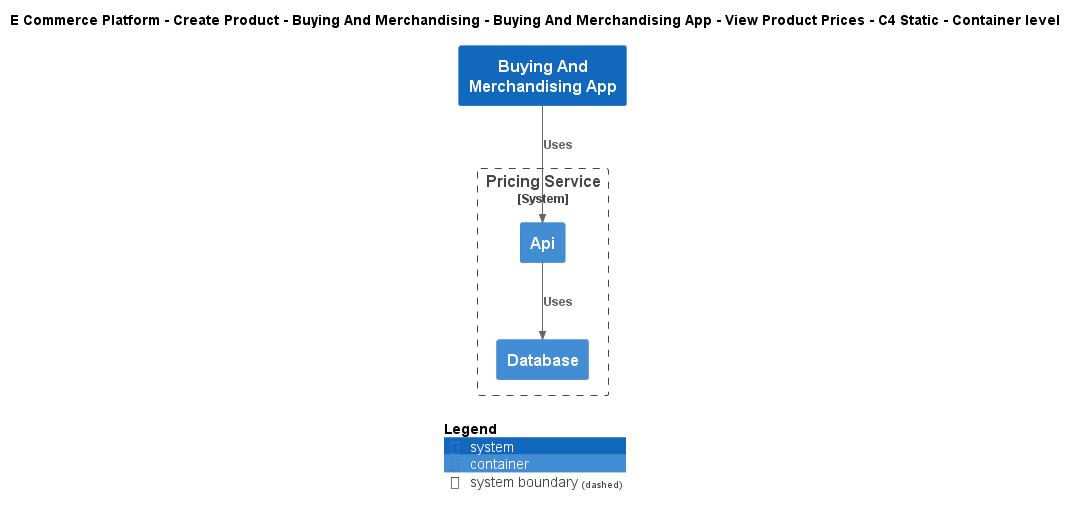 E Commerce Platform - Create Product - Buying And Merchandising - Buying And Merchandising App - View Product Prices - C4 Static - Container level
Buying And
Merchandising App
Uses
Pricing Service
[System]
Api
Uses
Database
Legend
system
container
system boundary (dashed)